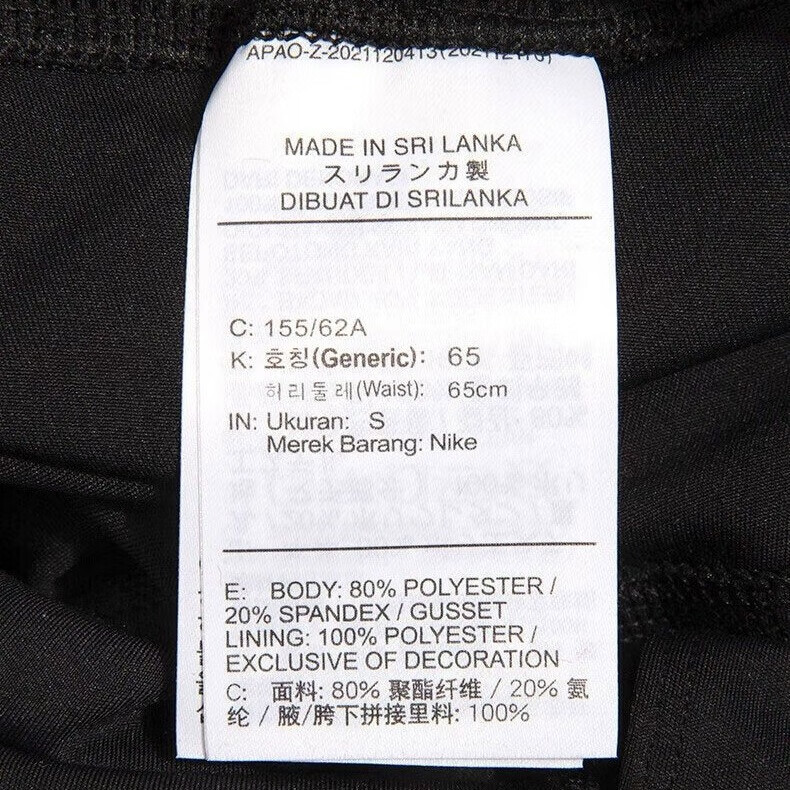 MADE IN SRI LANKA
スリランカ製
DIBUAT DI SRILANKA
C: 155/62A
K: 호칭(Generic): 65
허리둘레(Waist): 65cm
IN: Ukuran: S
Merek Barang: Nike
E: BODY: 80% POLYESTER /
20% SPANDEX / GUSSET
LINING: 100% POLYESTER /
EXCLUSIVE OF DECORATION
C: 面料: 80% 聚酯纤维 / 20% 氨
纶 / 腋/胯下拼接里料: 100%